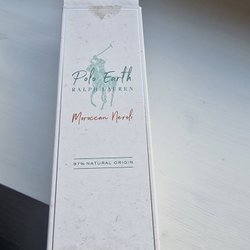 Polo Earth
RALPH LAUREN
Moroccan Neroli
97% NATURAL ORIGIN